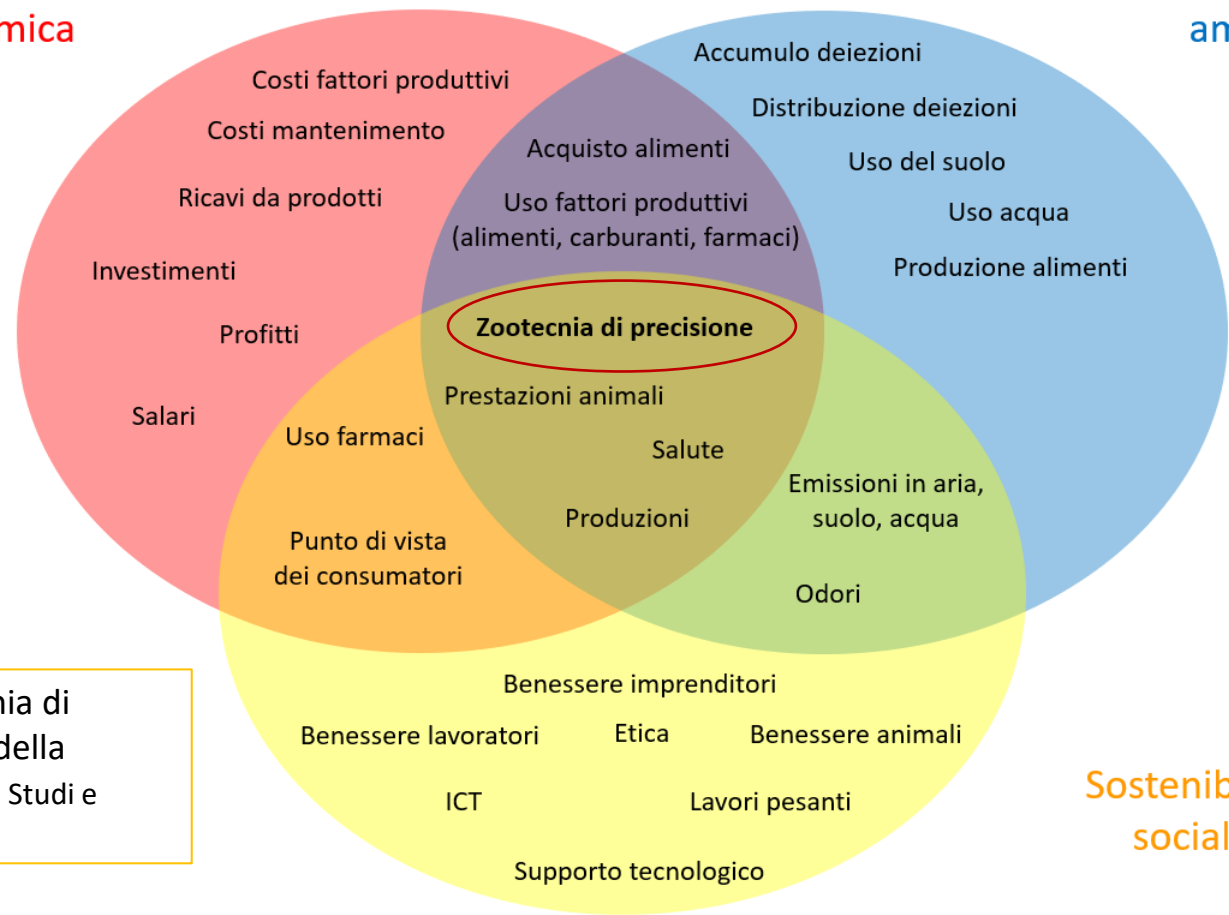 mica
am
Costi fattori produttivi
Costi mantenimento
Ricavi da prodotti
Investimenti
Profitti
Salari
Acquisto alimenti
Uso fattori produttivi
(alimenti, carburanti, farmaci)
Accumulo deiezioni
Distribuzione deiezioni
Uso del suolo
Uso acqua
Produzione alimenti
Zootecnia di precisione
Prestazioni animali
Salute
Produzioni
Uso farmaci
Punto di vista
dei consumatori
Emissioni in aria,
suolo, acqua
Odori
Benessere imprenditori
Benessere lavoratori
Etica
Benessere animali
ICT
Lavori pesanti
Supporto tecnologico
nia di
della
Studi e
Sostenib
social